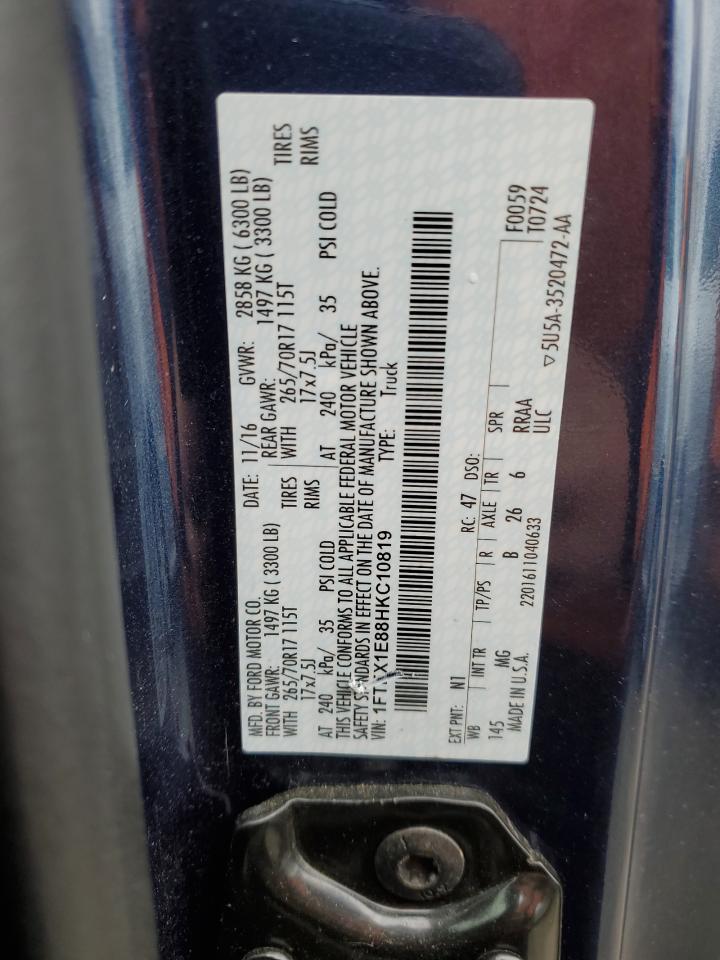 MFD. BY FORD MOTOR CO. DATE: 11/16 GVWR: 2858 KG ( 6300 LB)
FRONT GAWR: 1497 KG ( 3300 LB) REAR GAWR: 1497 KG ( 3300 LB)
WITH 265/70R17 115T TIRES WITH 265/70R17 115T TIRES
17x7.5J RIMS 17x7.5J RIMS
AT 240 kPa/ 35 PSI COLD AT 240 kPa/ 35 PSI COLD
THIS VEHICLE CONFORMS TO ALL APPLICABLE FEDERAL MOTOR VEHICLE
SAFETY STANDARDS IN EFFECT ON THE DATE OF MANUFACTURE SHOWN ABOVE.
VIN: TYPE: Truck
EXT PNT: N1 RC: 47 DSO: F0059
WB INT TR TP/PS R AXLE TR SPR T0724
145 MG B 26 6 RRAA
MADE IN U.S.A. 2201611040633 ULC ▽5U5A-3520472-AA